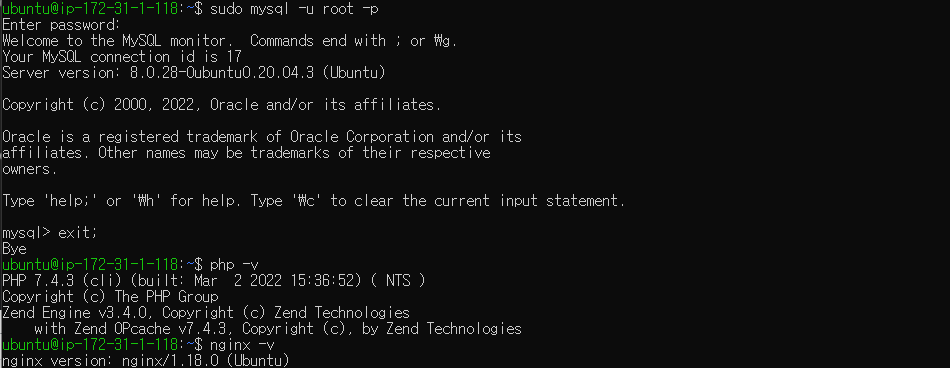 ubuntu@ip-172-31-1-118:~$ sudo mysql -u root -p
Enter password:
Welcome to the MySQL monitor.  Commands end with ; or ₩g.
Your MySQL connection id is 17
Server version: 8.0.28-0ubuntu0.20.04.3 (Ubuntu)
Copyright (c) 2000, 2022, Oracle and/or its affiliates.
Oracle is a registered trademark of Oracle Corporation and/or its
affiliates. Other names may be trademarks of their respective
owners.
Type 'help;' or '₩h' for help. Type '₩c' to clear the current input statement.
mysql> exit;
Bye
ubuntu@ip-172-31-1-118:~$ php -v
PHP 7.4.3 (cli) (built: Mar  2 2022 15:36:52) ( NTS )
Copyright (c) The PHP Group
Zend Engine v3.4.0, Copyright (c) Zend Technologies
    with Zend OPcache v7.4.3, Copyright (c), by Zend Technologies
ubuntu@ip-172-31-1-118:~$ nginx -v
nginx version: nginx/1.18.0 (Ubuntu)